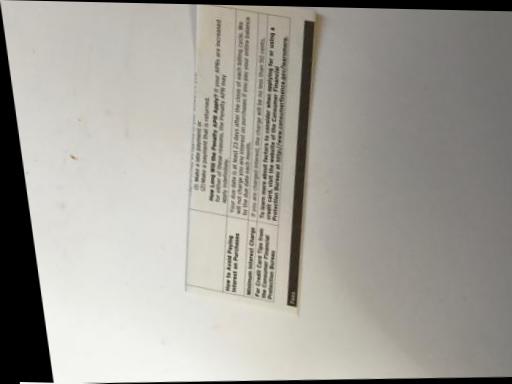 (1) Make a late payment or
(2) Make a payment that is returned.
How Long Will the Penalty APR Apply? If your APRs are increased
for either of these reasons, the Penalty APR may
apply indefinitely.
How to Avoid Paying
Interest on Purchases
Your due date is at least 23 days after the close of each billing cycle. We
will not charge you any interest on purchases if you pay your entire balance
by the due date each month.
Minimum Interest Charge
If you are charged interest, the charge will be no less than 50 cents.
For Credit Card Tips from
the Consumer Financial
Protection Bureau
To learn more about factors to consider when applying for or using a
credit card, visit the website of the Consumer Financial
Protection Bureau at http://www.consumerfinance.gov/learnmore.
Fees